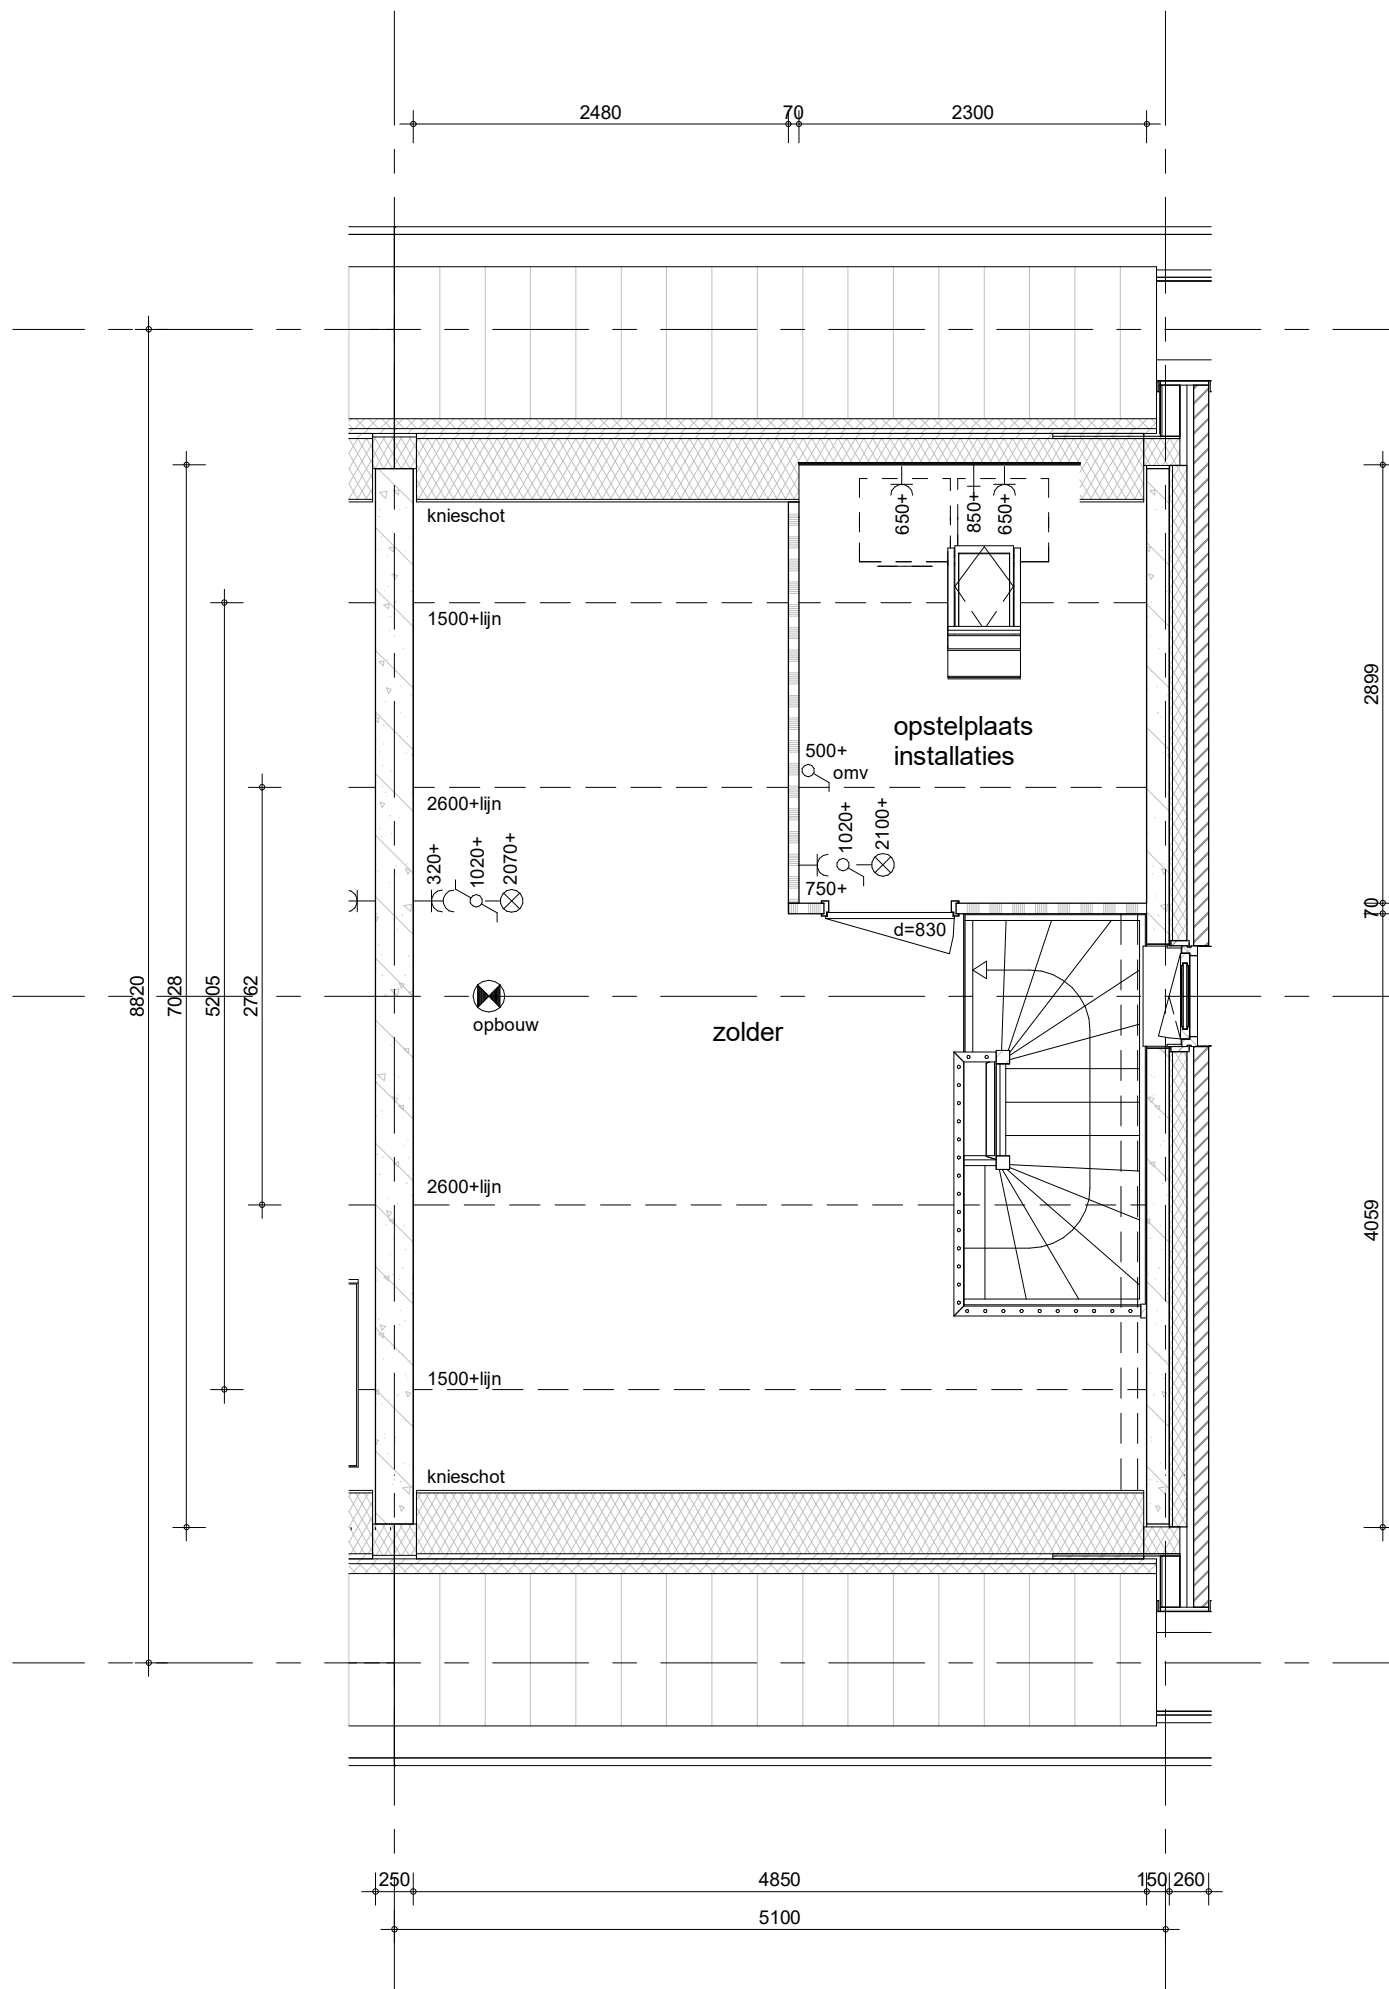 2480
70
2300
knieschot
650+
850+
650+
1500+lijn
2899
opstelplaats
installaties
500+
omv
2600+lijn
320+
1020+
2070+
1020+
2100+
750+
d=830
70
8820
7028
5205
2762
opbouw
zolder
2600+lijn
4059
1500+lijn
knieschot
250
4850
150
260
5100